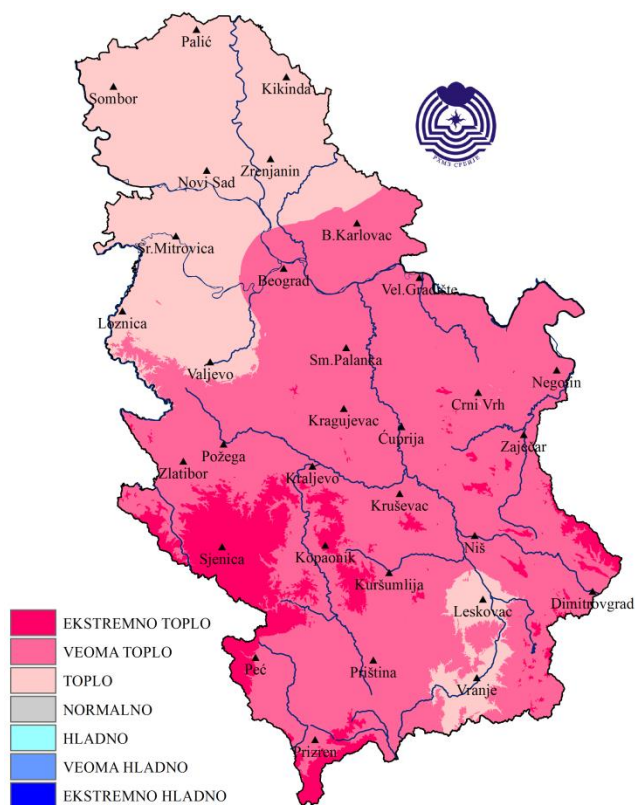 Palić
Kikinda
Sombor
Zrenjanin
Novi Sad
B.Karlovac
Sr.Mitrovica
Beograd
Vel.Gradište
Loznica
Sm.Palanka
Valjevo
Negotin
Crni Vrh
Kragujevac
Ćuprija
Zaječar
Požega
Zlatibor
Kraljevo
Kruševac
Niš
Sjenica
Kopaonik
Kuršumlija
Dimitrovgrad
Leskovac
Peć
Priština
Vranje
Prizren
EKSTREMNO TOPLO
VEOMA TOPLO
TOPLO
NORMALNO
HLADNO
VEOMA HLADNO
EKSTREMNO HLADNO
РХМЗ СРБИЈЕ